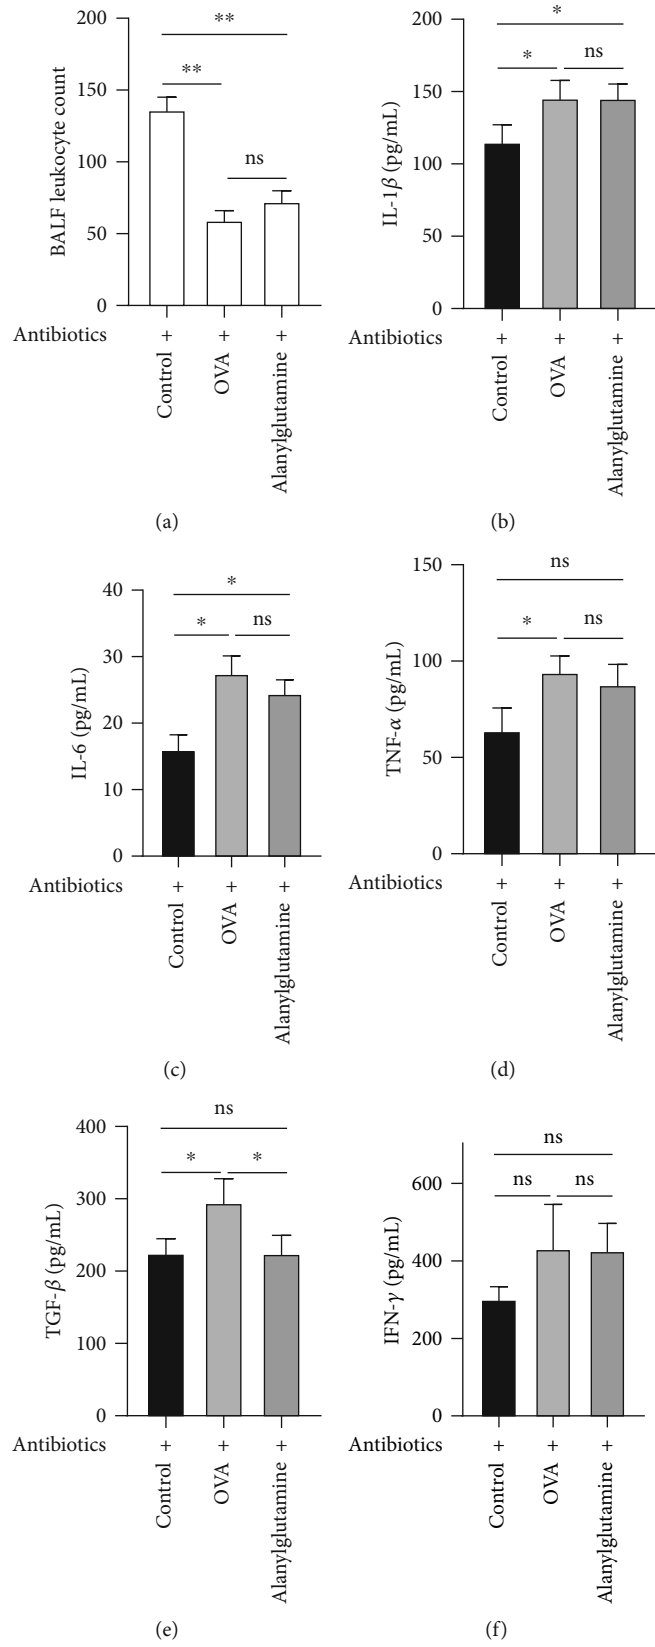 **
**
ns
BALF leukocyte count
200
150
100
50
0
Antibiotics + + +
Control
OVA
Alanylglutamine
(a)
*
*
ns
IL-1β (pg/mL)
200
150
100
50
0
Antibiotics + + +
Control
OVA
Alanylglutamine
(b)
*
*
ns
IL-6 (pg/mL)
40
30
20
10
0
Antibiotics + + +
Control
OVA
Alanylglutamine
(c)
ns
*
ns
TNF-α (pg/mL)
150
100
50
0
Antibiotics + + +
Control
OVA
Alanylglutamine
(d)
ns
*
*
TGF-β (pg/mL)
400
300
200
100
0
Antibiotics + + +
Control
OVA
Alanylglutamine
(e)
ns
ns
ns
IFN-γ (pg/mL)
600
400
200
0
Antibiotics + + +
Control
OVA
Alanylglutamine
(f)